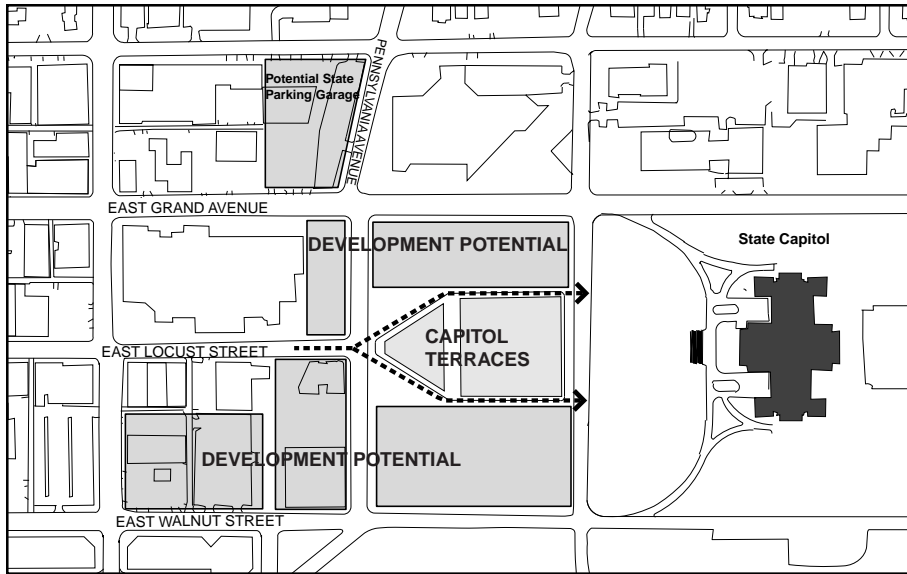 Potential State
Parking Garage
PENNSYLVANIA AVENUE
EAST GRAND AVENUE
DEVELOPMENT POTENTIAL
State Capitol
CAPITOL
TERRACES
EAST LOCUST STREET
DEVELOPMENT POTENTIAL
EAST WALNUT STREET